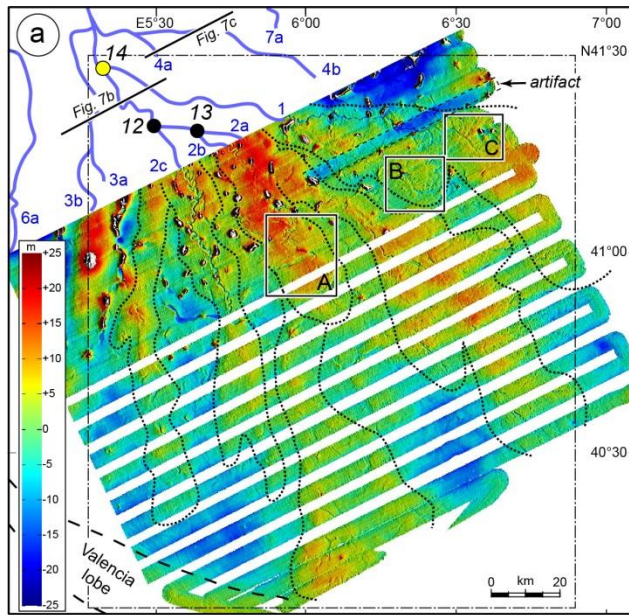 a
E5°30
6°00
6°30
7°00
N41°30
41°00
40°30
Fig. 7c
Fig. 7b
14
12
13
7a
4a
4b
1
2a
2b
2c
3a
3b
6a
artifact
A
B
C
m
+25
+20
+15
+10
+5
0
-5
-10
-15
-20
-25
Valencia
lobe
0 km 20